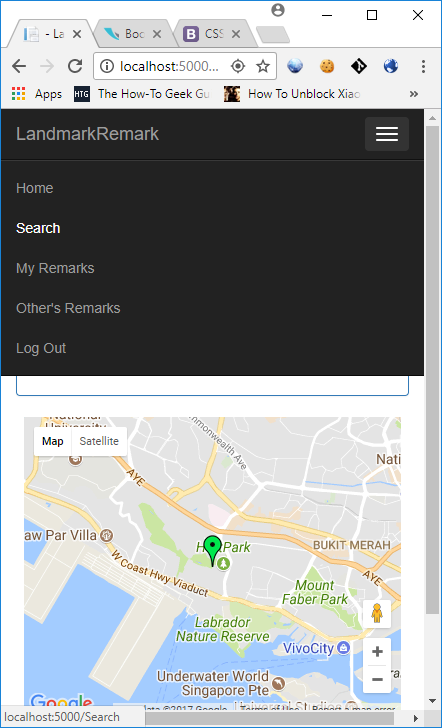 - La
Boo
CSS
localhost:5000...
Apps
HTG
The How-To Geek Gu
How To Unblock Xiao
»
LandmarkRemark
Home
Search
My Remarks
Other's Remarks
Log Out
National
University
Commonwealth Ave
Map
Satellite
AYE
Nati
aw Par Villa
AYE
Park
BUKIT MERAH
W Coast Hwy Viaduct
Mount
Faber Park
Labrador
Nature Reserve
VivoCity
Underwater World
Singapore Pte
Google
data ©2017 Google
Terms of Use
Report a map error
localhost:5000/Search